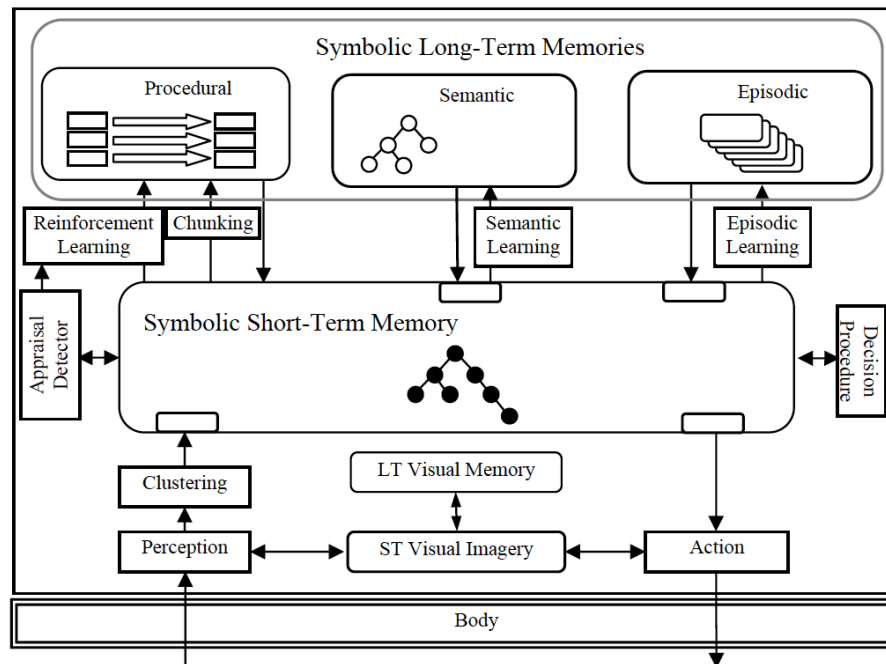 Symbolic Long-Term Memories
Procedural
Semantic
Episodic
Reinforcement
Learning
Chunking
Semantic
Learning
Episodic
Learning
Appraisal
Detector
Symbolic Short-Term Memory
Decision
Procedure
Clustering
LT Visual Memory
Perception
ST Visual Imagery
Action
Body